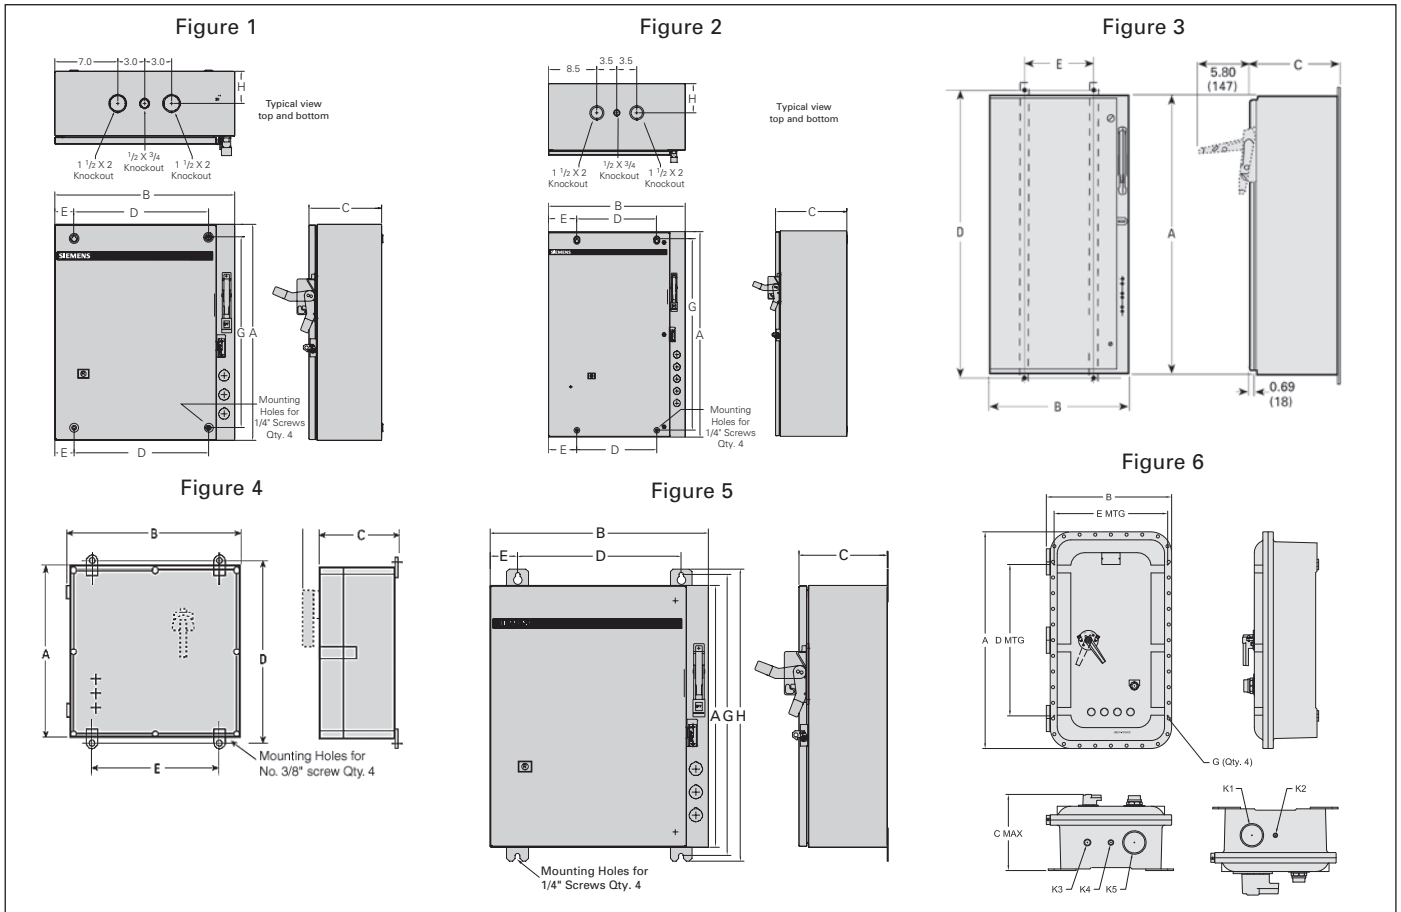 Figure 1
7.0
3.0
3.0
H
Typical view
top and bottom
1 1/2 X 2
Knockout
1/2 X 3/4
Knockout
1 1/2 X 2
Knockout
B
E
D
C
SIEMENS
G
A
Mounting
Holes for
1/4" Screws
Qty. 4
E
D
Figure 2
8.5
3.5
3.5
H
Typical view
top and bottom
1 1/2 X 2
Knockout
1/2 X 3/4
Knockout
1 1/2 X 2
Knockout
B
E
D
C
SIEMENS
G
A
Mounting
Holes for
1/4" Screws
Qty. 4
E
D
Figure 3
E
5.80
(147)
C
D
A
B
0.69
(18)
Figure 4
B
C
A
D
E
Mounting Holes for
No. 3/8" screw Qty. 4
Figure 5
B
E
D
C
SIEMENS
A
G
H
Mounting Holes for
1/4" Screws Qty. 4
Figure 6
B
E MTG
A
D MTG
G (Qty. 4)
C MAX
K3
K4
K5
K1
K2